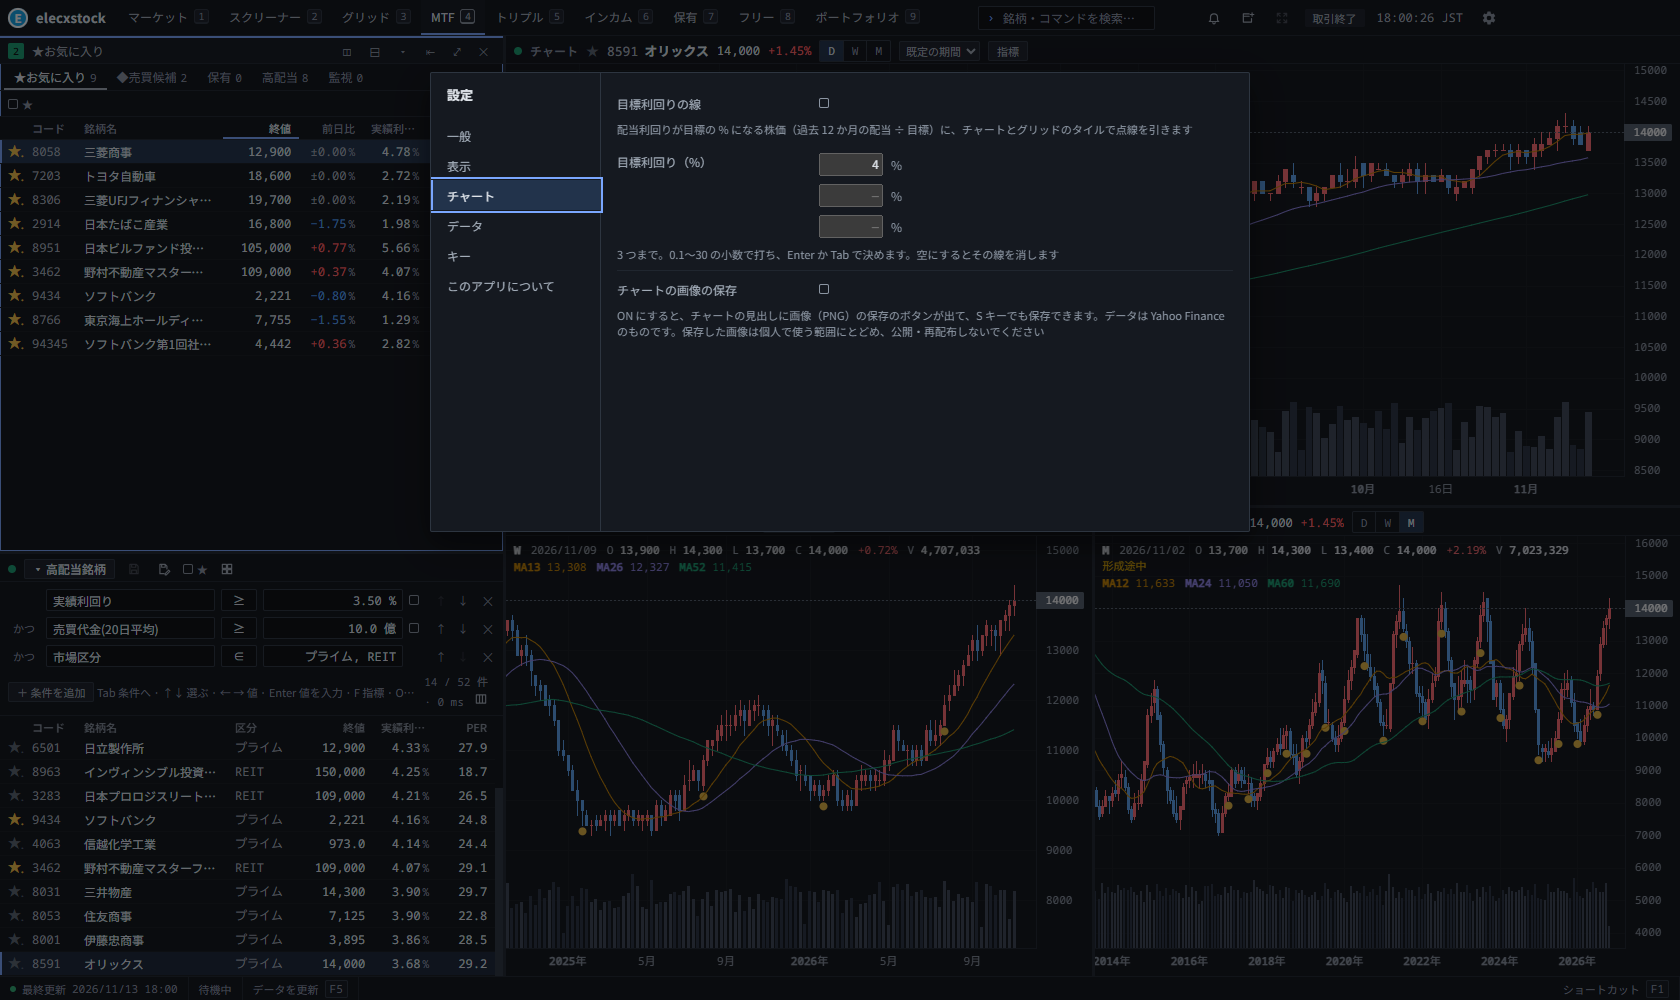 E elecxstock マーケット 1 スクリーナー 2 グリッド 3 MTF 4 トリプル 5 インカム 6 保有 7 フリー 8 ポートフォリオ 9 › 銘柄・コマンドを検索… 取引終了 18:00:26 JST
2 ★お気に入り
★お気に入り 9 ◆売買候補 2 保有 0 高配当 8 監視 0
★
コード 銘柄名 終値 前日比 実績利…
8058 三菱商事 12,900 ±0.00% 4.78%
7203 トヨタ自動車 18,600 ±0.00% 2.72%
8306 三菱UFJフィナンシャ… 19,700 ±0.00% 2.19%
2914 日本たばこ産業 16,800 −1.75% 1.98%
8951 日本ビルファンド投… 105,000 +0.77% 5.66%
3462 野村不動産マスター… 109,000 +0.37% 4.07%
9434 ソフトバンク 2,221 −0.80% 4.16%
8766 東京海上ホールディ… 7,755 −1.55% 1.29%
94345 ソフトバンク第1回社… 4,442 +0.36% 2.82%
チャート ★ 8591 オリックス 14,000 +1.45% D W M 既定の期間 指標
15000
14500
14000
13500
13000
12500
12000
11500
11000
10500
10000
9500
9000
8500
10月 16日 11月
設定
一般
表示
チャート
データ
キー
このアプリについて
目標利回りの線
配当利回りが目標の % になる株価（過去 12 か月の配当 ÷ 目標）に、チャートとグリッドのタイルで点線を引きます
目標利回り（%） 4 %
– %
– %
3 つまで。0.1〜30 の小数で打ち、Enter か Tab で決めます。空にするとその線を消します
チャートの画像の保存
ON にすると、チャートの見出しに画像（PNG）の保存のボタンが出て、S キーでも保存できます。データは Yahoo Finance
のものです。保存した画像は個人で使う範囲にとどめ、公開・再配布しないでください
高配当銘柄 ★
実績利回り ≥ 3.50 % ↑ ↓ ×
かつ 売買代金(20日平均) ≥ 10.0 億 ↑ ↓ ×
かつ 市場区分 ∈ プライム, REIT ↑ ↓ ×
＋条件を追加 Tab 条件へ・↑↓ 選ぶ・←→ 値・Enter 値を入力・F 指標・O… 14 / 52 件
・ 0 ms
コード 銘柄名 区分 終値 実績利… PER
6501 日立製作所 プライム 12,900 4.33% 27.9
8963 インヴィンシブル投資… REIT 150,000 4.25% 18.7
3283 日本プロロジスリート… REIT 109,000 4.21% 26.5
9434 ソフトバンク プライム 2,221 4.16% 24.8
4063 信越化学工業 プライム 973.0 4.14% 24.4
3462 野村不動産マスターフ… REIT 109,000 4.07% 29.1
8031 三井物産 プライム 14,300 3.90% 29.7
8053 住友商事 プライム 7,125 3.90% 22.8
8001 伊藤忠商事 プライム 3,895 3.86% 28.5
8591 オリックス プライム 14,000 3.68% 29.2
W 2026/11/09 O 13,900 H 14,300 L 13,700 C 14,000 +0.72% V 4,707,033
MA13 13,308 MA26 12,327 MA52 11,415
15000
14000
13000
12000
11000
10000
9000
8000
2025年 5月 9月 2026年 5月 9月
14,000 +1.45% D W M
M 2026/11/02 O 13,700 H 14,300 L 13,400 C 14,000 +2.19% V 7,023,329
形成途中
MA12 11,633 MA24 11,050 MA60 11,690
16000
15000
14000
13000
12000
11000
10000
9000
8000
7000
6000
5000
4000
2014年 2016年 2018年 2020年 2022年 2024年 2026年
最終更新 2026/11/13 18:00 待機中 データを更新 F5 ショートカット F1